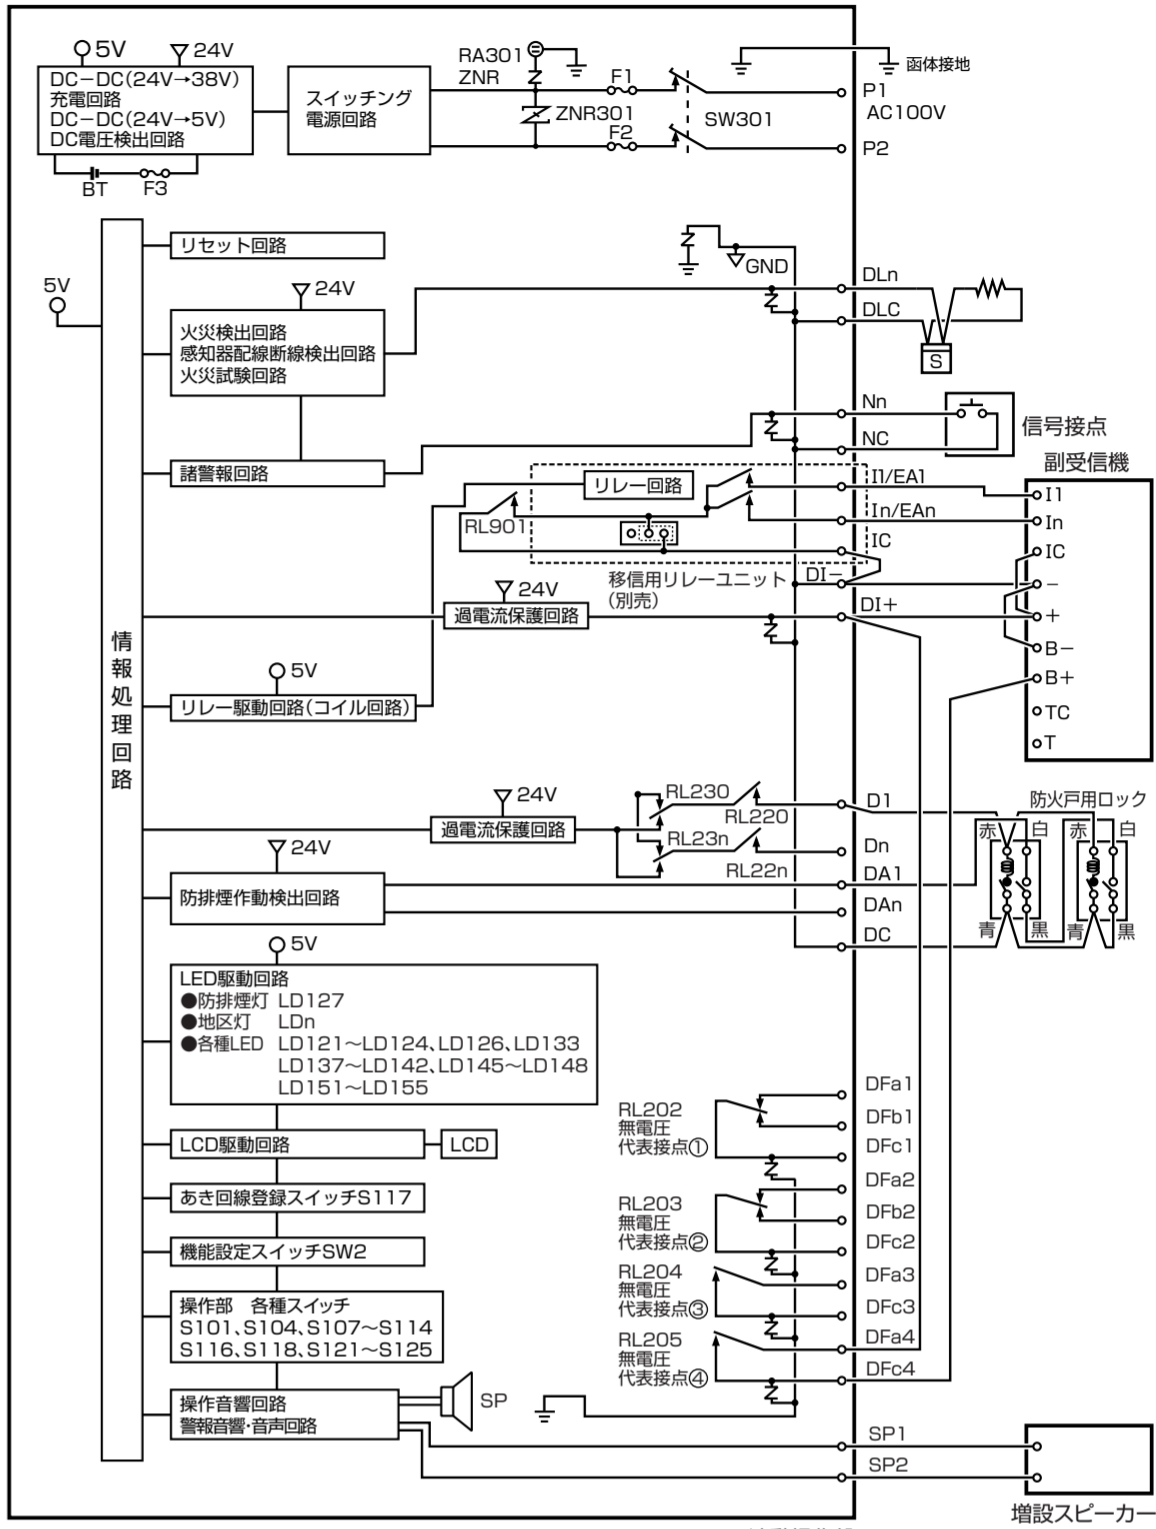 5V
24V
DC−DC(24V→38V)
充電回路
DC−DC(24V→5V)
DC電圧検出回路
BT
F3
スイッチング
電源回路
RA301
ZNR
ZNR301
F1
F2
SW301
函体接地
P1
AC100V
P2
5V
情報処理回路
リセット回路
24V
火災検出回路
感知器配線断線検出回路
火災試験回路
諸警報回路
GND
DLn
DLC
S
Nn
NC
信号接点
副受信機
リレー回路
RL901
I1/EA1
In/EAn
IC
移信用リレーユニット
(別売)
DI−
DI+
I1
In
IC
−
+
B−
B+
TC
T
24V
過電流保護回路
5V
リレー駆動回路(コイル回路)
24V
過電流保護回路
RL230
RL220
RL23n
RL22n
D1
Dn
DA1
DAn
DC
防火戸用ロック
赤
白
赤
白
青
黒
青
黒
24V
防排煙作動検出回路
5V
LED駆動回路
●防排煙灯 LD127
●地区灯 LDn
●各種LED LD121〜LD124、LD126、LD133
LD137〜LD142、LD145〜LD148
LD151〜LD155
LCD駆動回路
LCD
あき回線登録スイッチS117
機能設定スイッチSW2
操作部 各種スイッチ
S101、S104、S107〜S114
S116、S118、S121〜S125
操作音響回路
警報音響・音声回路
SP
RL202
無電圧
代表接点①
RL203
無電圧
代表接点②
RL204
無電圧
代表接点③
RL205
無電圧
代表接点④
DFa1
DFb1
DFc1
DFa2
DFb2
DFc2
DFa3
DFc3
DFa4
DFc4
SP1
SP2
増設スピーカー